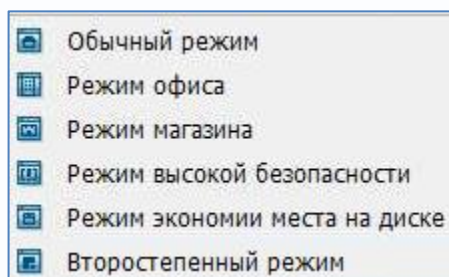 Обычный режим
Режим офиса
Режим магазина
Режим высокой безопасности
Режим экономии места на диске
Второстепенный режим